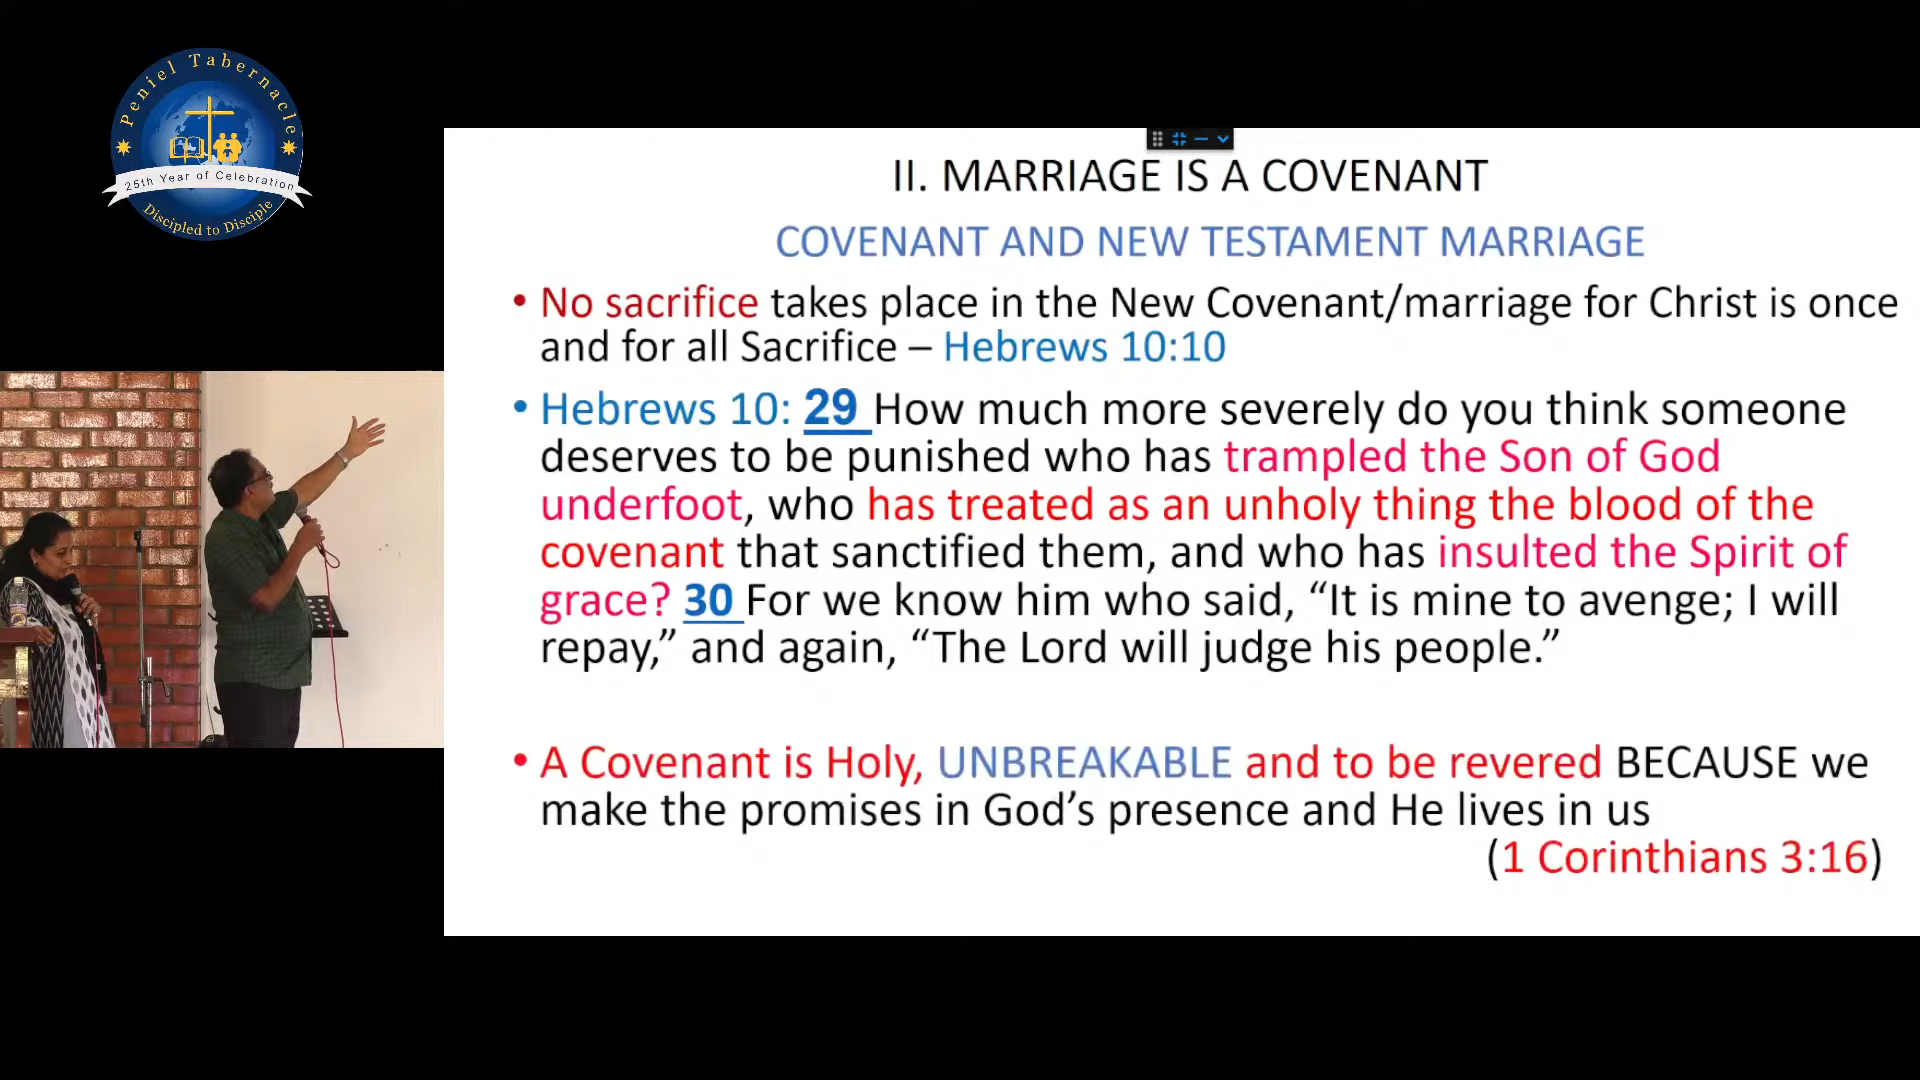 Peniel Tabernacle
25th Year of Celebration
Discipled to Disciple
II. MARRIAGE IS A COVENANT
COVENANT AND NEW TESTAMENT MARRIAGE
• No sacrifice takes place in the New Covenant/marriage for Christ is once
and for all Sacrifice – Hebrews 10:10
• Hebrews 10: 29 How much more severely do you think someone
deserves to be punished who has trampled the Son of God
underfoot, who has treated as an unholy thing the blood of the
covenant that sanctified them, and who has insulted the Spirit of
grace? 30 For we know him who said, “It is mine to avenge; I will
repay,” and again, “The Lord will judge his people.”
• A Covenant is Holy, UNBREAKABLE and to be revered BECAUSE we
make the promises in God’s presence and He lives in us
(1 Corinthians 3:16)